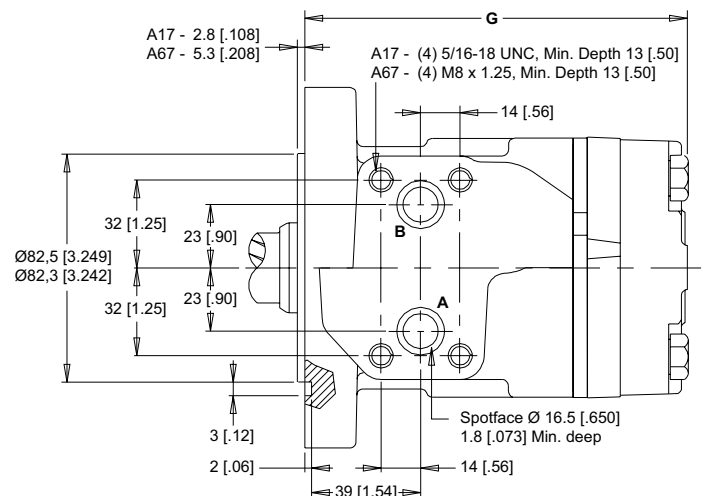 G
A17 - 2.8 [.108]
A67 - 5.3 [.208]
A17 - (4) 5/16-18 UNC, Min. Depth 13 [.50]
A67 - (4) M8 x 1.25, Min. Depth 13 [.50]
14 [.56]
32 [1.25]
23 [.90]
B
Ø82,5 [3.249]
Ø82,3 [3.242]
23 [.90]
A
32 [1.25]
Spotface Ø 16.5 [.650]
1.8 [.073] Min. deep
3 [.12]
2 [.06]
14 [.56]
39 [1.54]